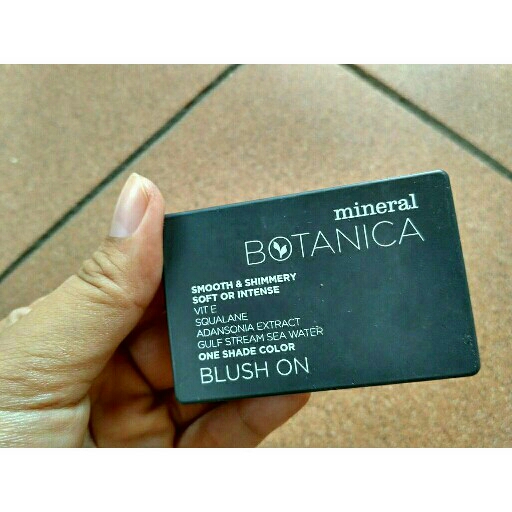 mineral
BOTANICA
SMOOTH & SHIMMERY
SOFT OR INTENSE
VIT E
SQUALANE
ADANSONIA EXTRACT
GULF STREAM SEA WATER
ONE SHADE COLOR
BLUSH ON